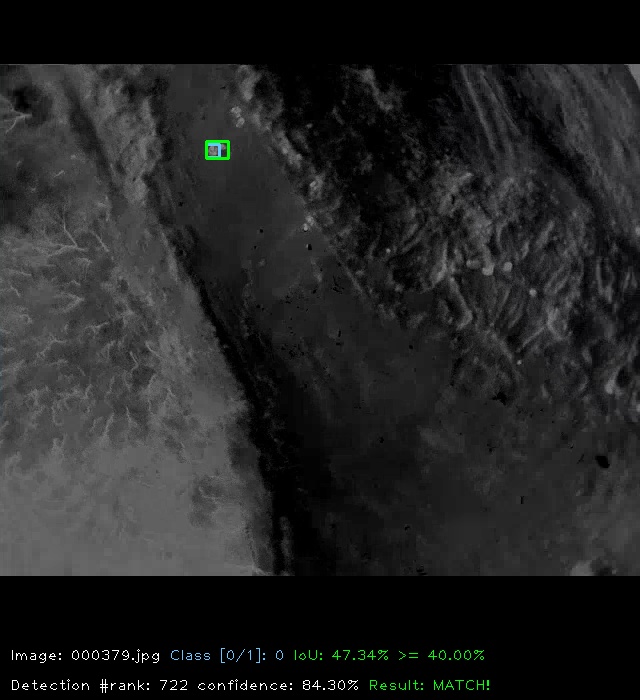 Image: 000379.jpg Class [0/1]: 0 IoU: 47.34% >= 40.00%
Detection #rank: 722 confidence: 84.30% Result: MATCH!